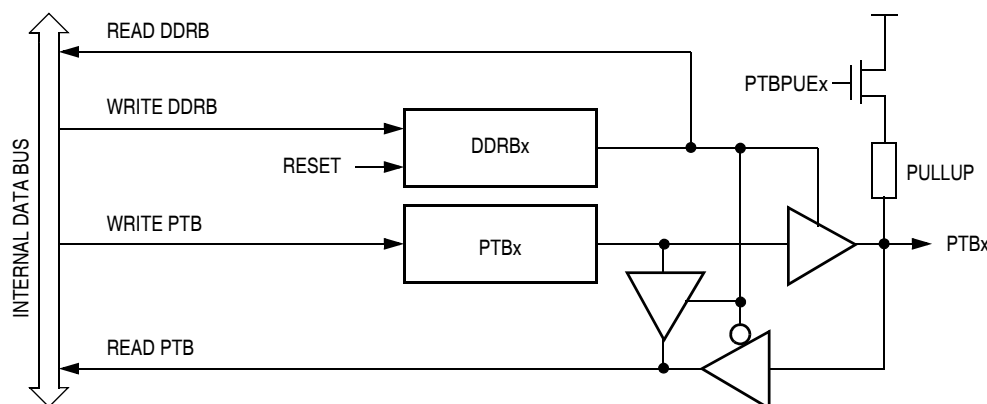 READ DDRB
PTBPUEx
WRITE DDRB
DDRBx
RESET
PULLUP
INTERNAL DATA BUS
WRITE PTB
PTBx
PTBx
READ PTB